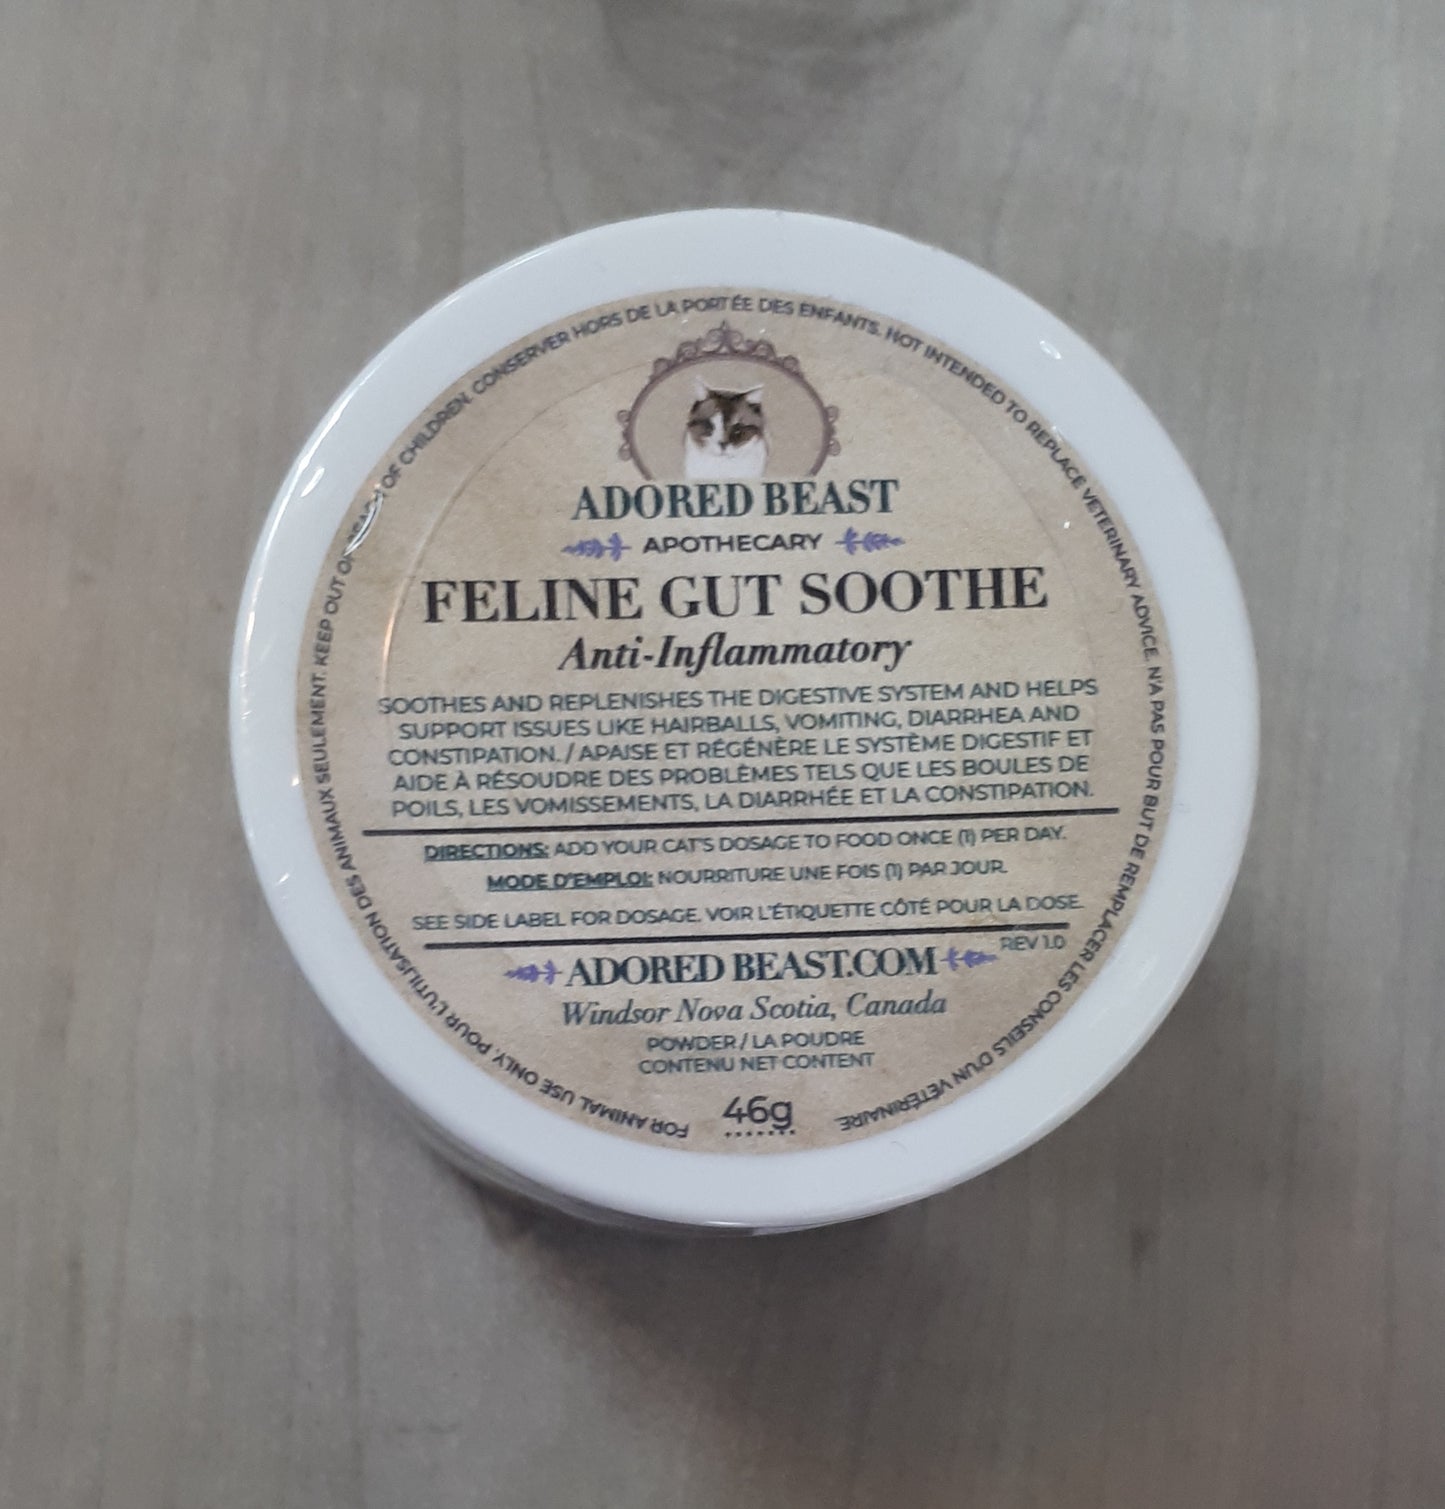 ADORED BEAST
APOTHECARY
FELINE GUT SOOTHE
Anti-Inflammatory
SOOTHES AND REPLENISHES THE DIGESTIVE SYSTEM AND HELPS
SUPPORT ISSUES LIKE HAIRBALLS, VOMITING, DIARRHEA AND
CONSTIPATION. / APAISE ET RÉGÉNÈRE LE SYSTÈME DIGESTIF ET
AIDE À RÉSOUDRE DES PROBLÈMES TELS QUE LES BOULES DE
POILS, LES VOMISSEMENTS, LA DIARRHÉE ET LA CONSTIPATION.
DIRECTIONS: ADD YOUR CAT'S DOSAGE TO FOOD ONCE (1) PER DAY.
MODE D'EMPLOI: NOURRITURE UNE FOIS (1) PAR JOUR.
SEE SIDE LABEL FOR DOSAGE. VOIR L'ÉTIQUETTE CÔTÉ POUR LA DOSE.
REV 1.0
ADORED BEAST.COM
Windsor Nova Scotia, Canada
POWDER / LA POUDRE
CONTENU NET CONTENT
46g
FOR ANIMAL USE ONLY. POUR L'UTILISATION DES ANIMAUX SEULEMENT. KEEP OUT OF REACH OF CHILDREN. CONSERVER HORS DE LA PORTÉE DES ENFANTS. NOT INTENDED TO REPLACE VETERINARY ADVICE. N'A PAS POUR BUT DE REMPLACER LES CONSEILS D'UN VÉTÉRINAIRE.